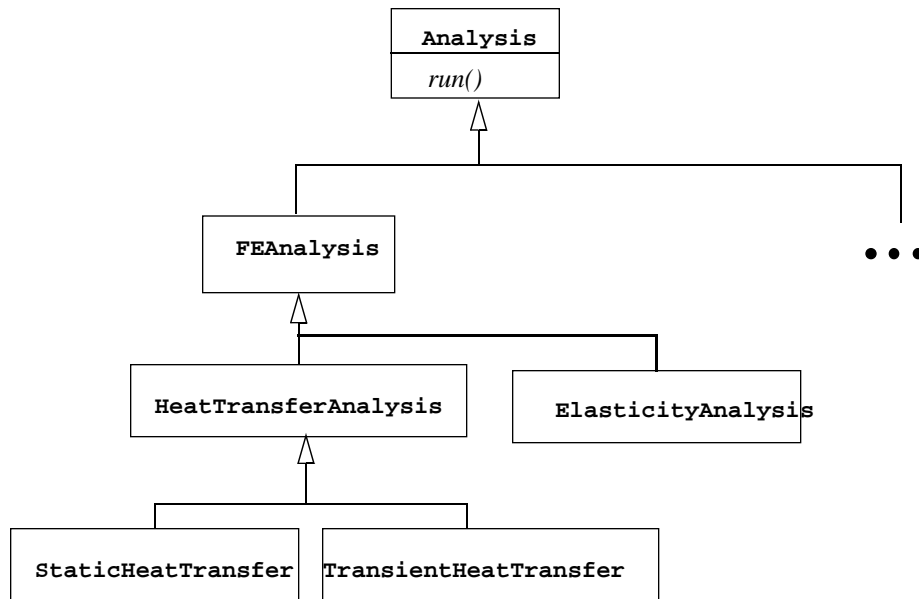 Analysis
run()
FEAnalysis
• • •
HeatTransferAnalysis
ElasticityAnalysis
StaticHeatTransfer
TransientHeatTransfer